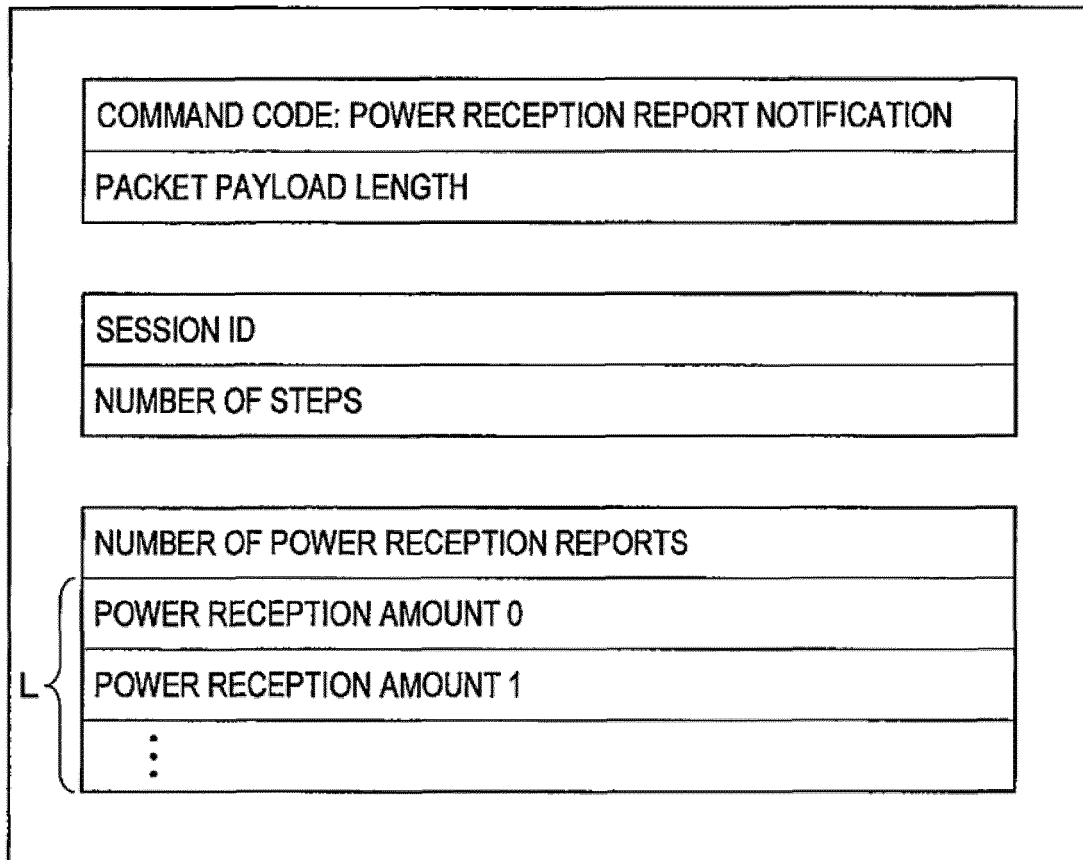 COMMAND CODE: POWER RECEPTION REPORT NOTIFICATION
PACKET PAYLOAD LENGTH
SESSION ID
NUMBER OF STEPS
NUMBER OF POWER RECEPTION REPORTS
POWER RECEPTION AMOUNT 0
L
POWER RECEPTION AMOUNT 1
⋮